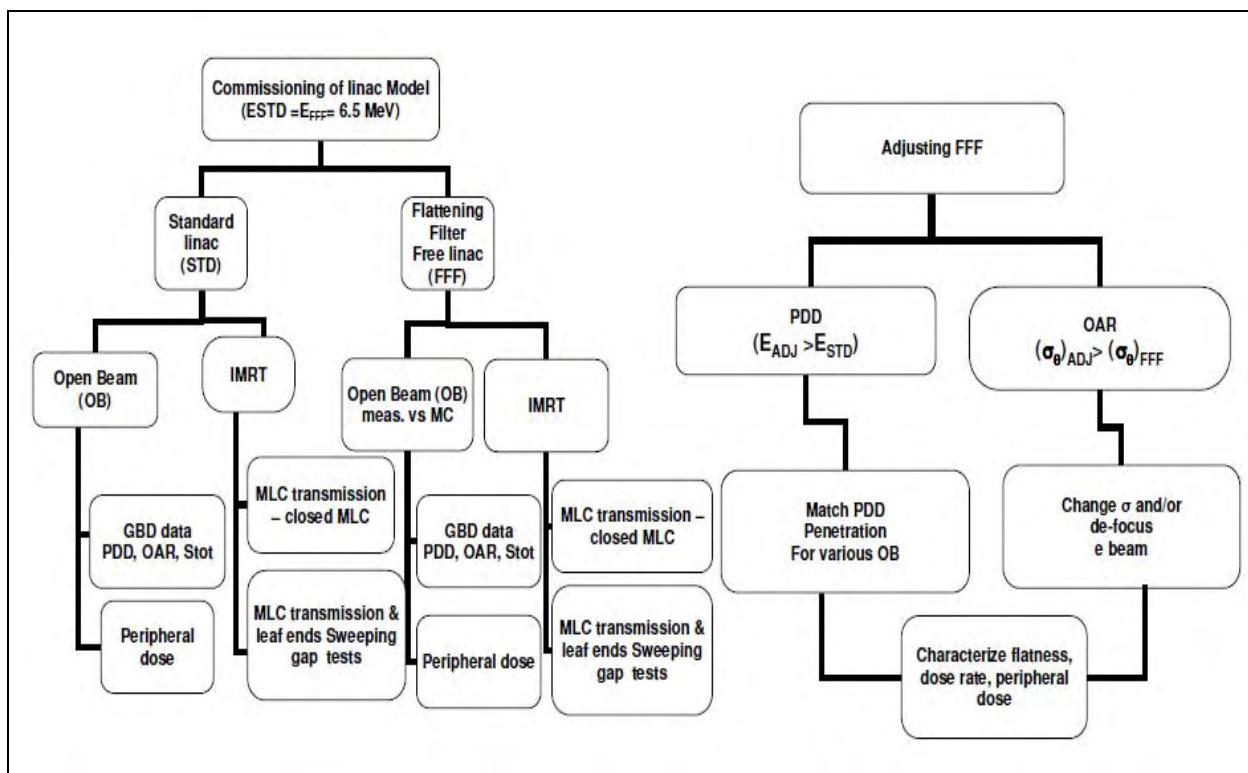 Commissioning of linac Model
(ESTD =EFFF= 6.5 MeV)
Standard
linac
(STD)
Flattening
Filter
Free linac
(FFF)
Open Beam
(OB)
IMRT
Open Beam (OB)
meas. vs MC
IMRT
GBD data
PDD, OAR, Stot
MLC transmission
– closed MLC
GBD data
PDD, OAR, Stot
MLC transmission –
closed MLC
Peripheral
dose
MLC transmission &
leaf ends Sweeping
gap tests
Peripheral dose
MLC transmission &
leaf ends Sweeping
gap tests
Adjusting FFF
PDD
(EADJ >ESTD)
OAR
(σθ)ADJ> (σθ)FFF
Match PDD
Penetration
For various OB
Change σ and/or
de-focus
e beam
Characterize flatness,
dose rate, peripheral
dose